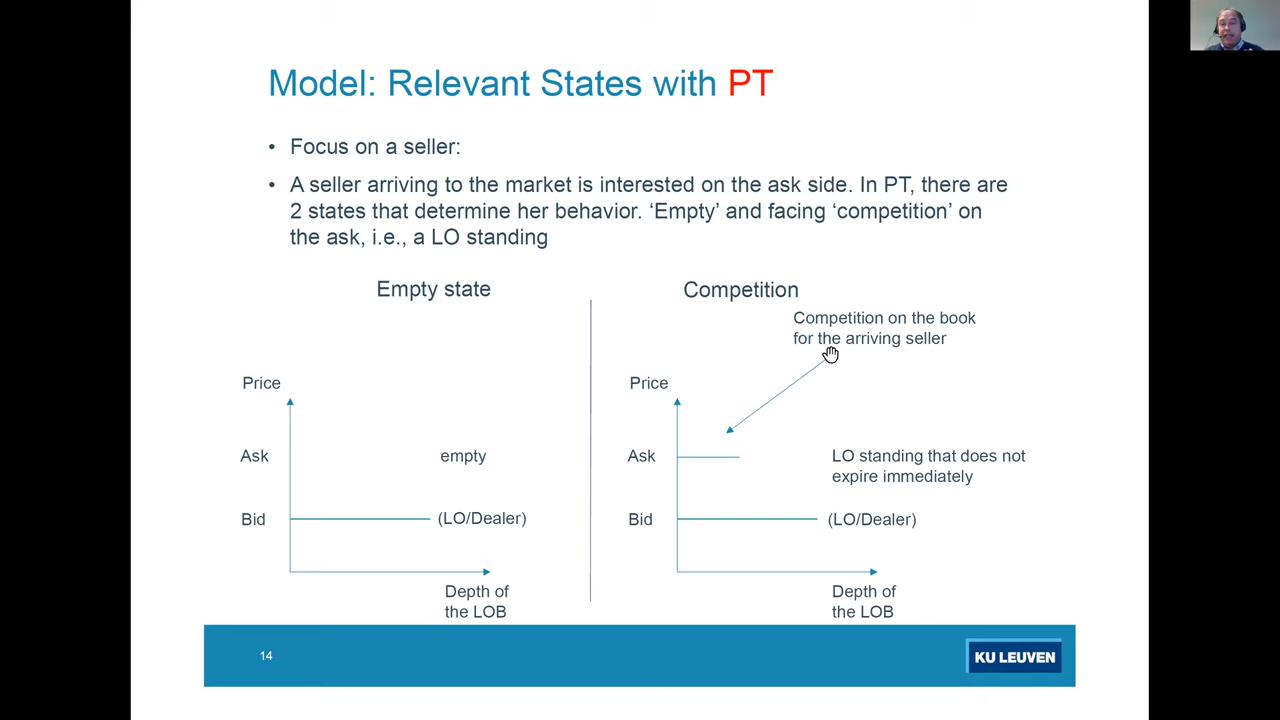 Model: Relevant States with PT
• Focus on a seller:
• A seller arriving to the market is interested on the ask side. In PT, there are
2 states that determine her behavior. ‘Empty’ and facing ‘competition’ on
the ask, i.e., a LO standing
Empty state
Competition
Competition on the book
for the arriving seller
Price
Ask
empty
Bid
(LO/Dealer)
Depth of
the LOB
Price
Ask
LO standing that does not
expire immediately
Bid
(LO/Dealer)
Depth of
the LOB
14
KU LEUVEN